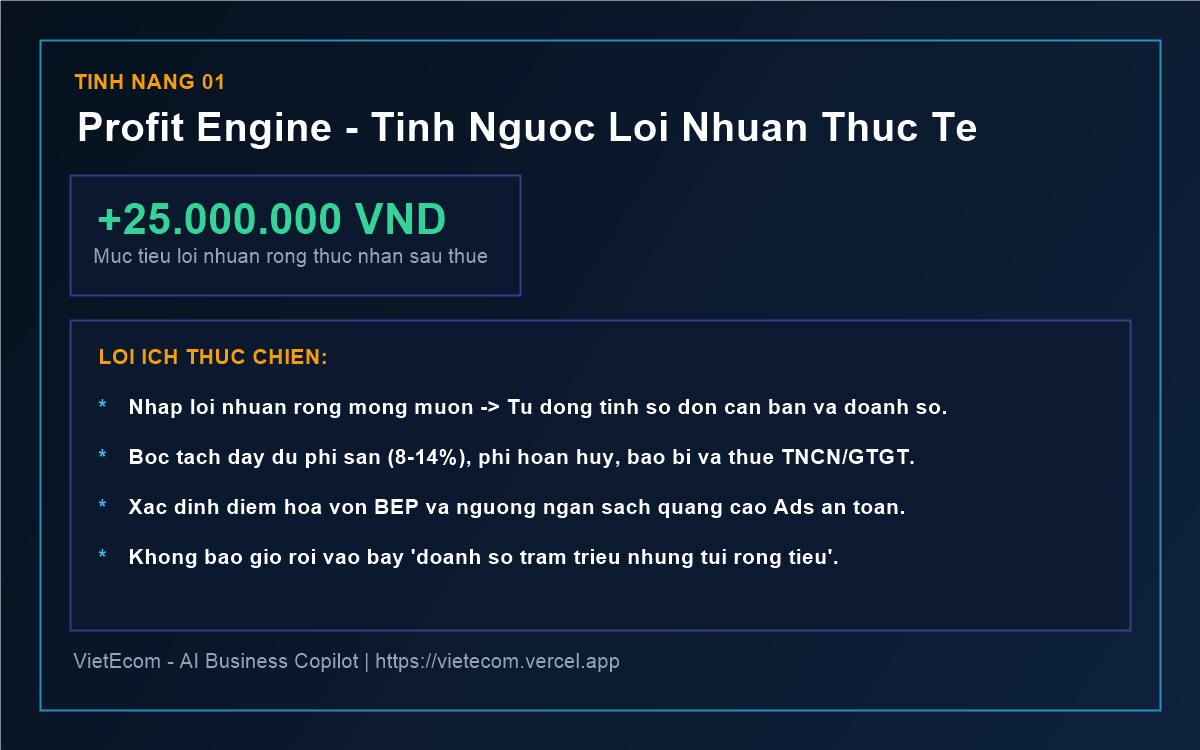 TINH NANG 01
Profit Engine - Tinh Nguoc Loi Nhuan Thuc Te
+25.000.000 VND
Muc tieu loi nhuan rong thuc nhan sau thue
LOI ICH THUC CHIEN:
* Nhap loi nhuan rong mong muon -> Tu dong tinh so don can ban va doanh so.
* Boc tach day du phi san (8-14%), phi hoan huy, bao bi va thue TNCN/GTGT.
* Xac dinh diem hoa von BEP va nguong ngan sach quang cao Ads an toan.
* Khong bao gio roi vao bay 'doanh so tram trieu nhung tui rong tieu'.
VietEcom - AI Business Copilot | https://vietecom.vercel.app